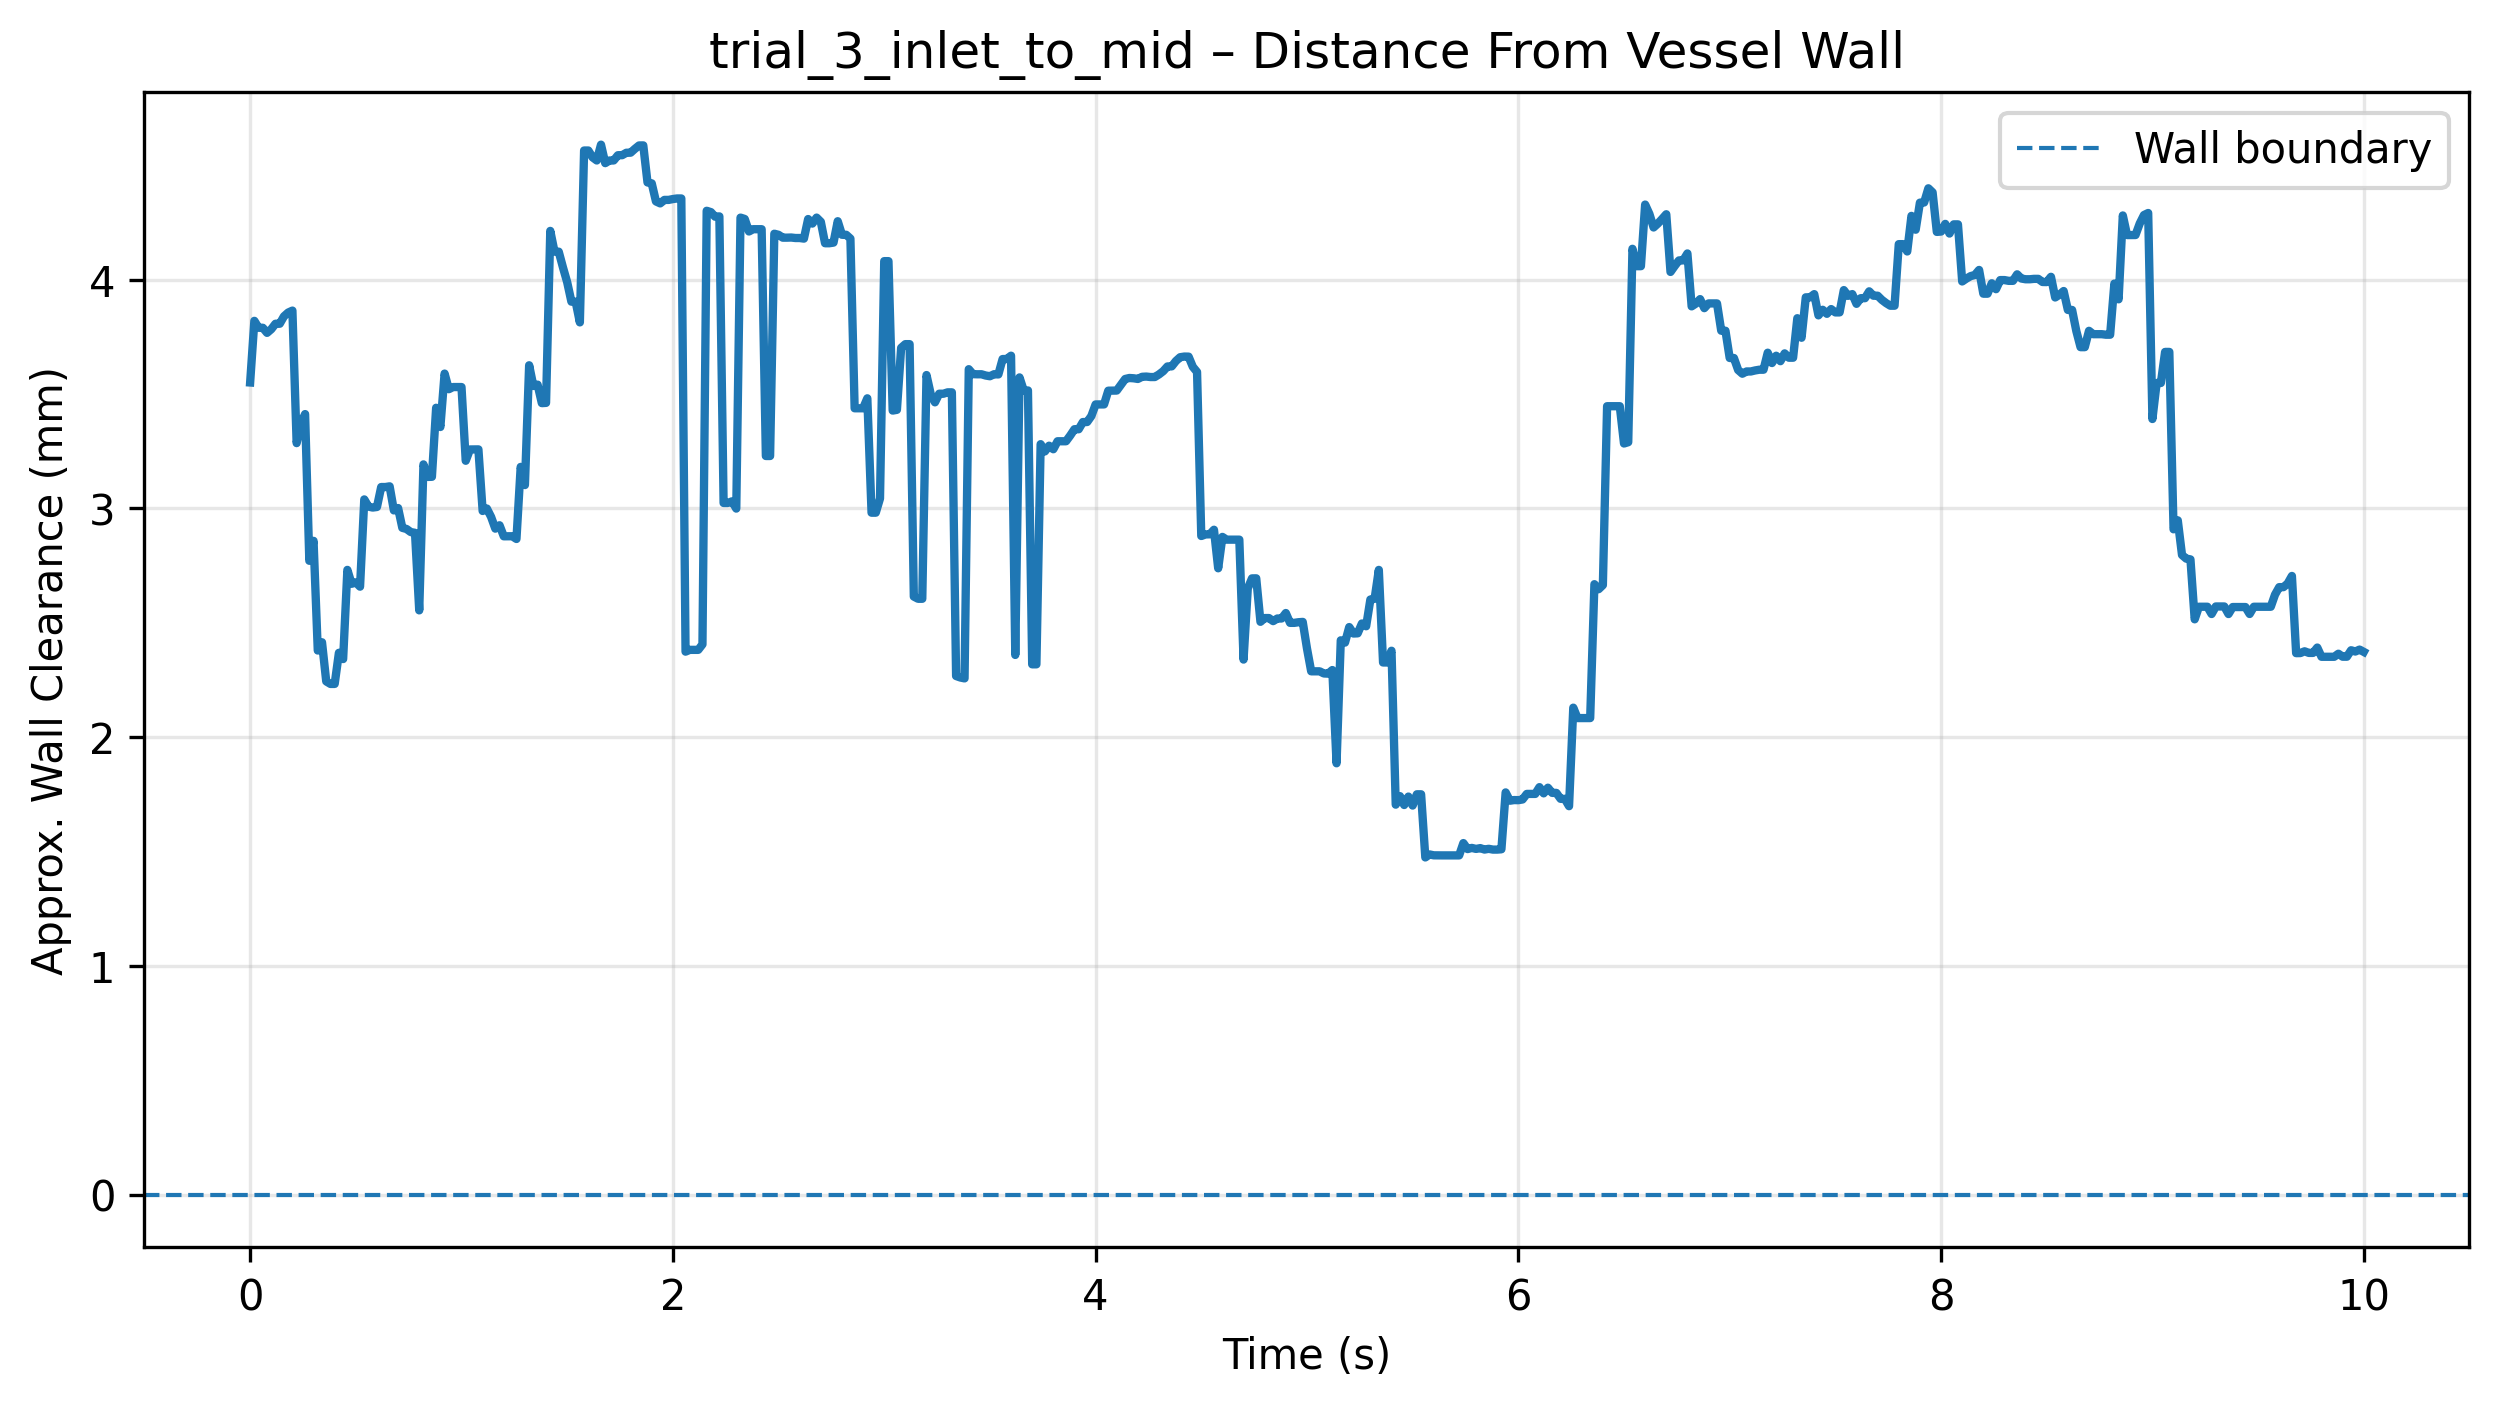 trial_3_inlet_to_mid – Distance From Vessel Wall
Wall boundary
Approx. Wall Clearance (mm)
4
3
2
1
0
0 2 4 6 8 10
Time (s)